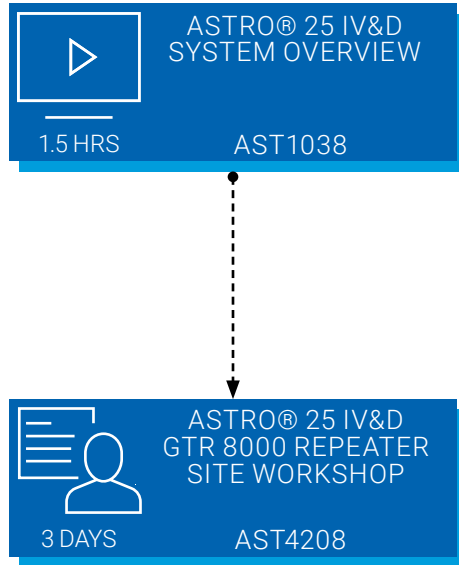 ASTRO® 25 IV&D
SYSTEM OVERVIEW
1.5 HRS
AST1038
ASTRO® 25 IV&D
GTR 8000 REPEATER
SITE WORKSHOP
3 DAYS
AST4208